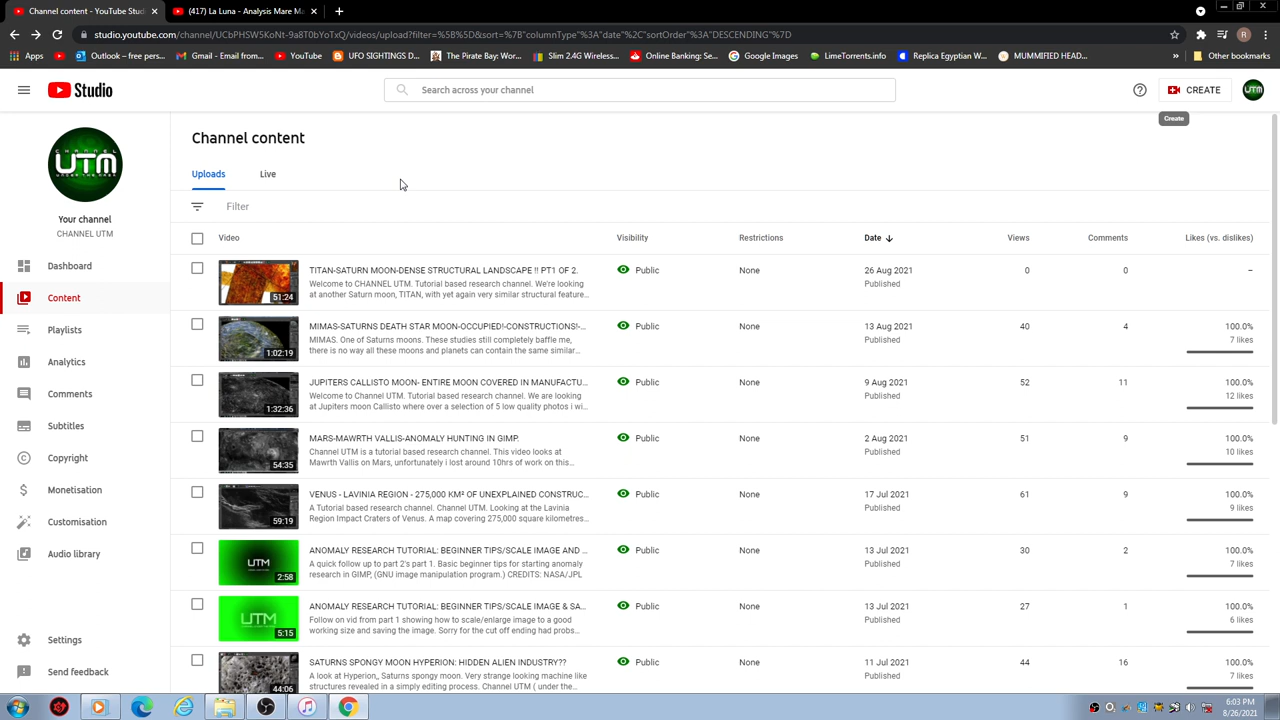 Channel content - YouTube Studio
(170) La Luna - Analysis Mare M
studio.youtube.com/channel/UCbPHSW5KoNt-9a8T0bYoTxQ/videos/upload?filter=%5B%5D&sort=%7B"columnType"%3A"date"%2C"sortOrder"%3A"DESCENDING"%7D
R
Apps
Outlook – free pers...
Gmail - Email from...
YouTube
UFO SIGHTINGS D...
The Pirate Bay: Wor...
Slim 2.4G Wireless...
Online Banking: Sec...
Google Images
LimeTorrents.info
Replica Egyptian W...
MUMMIFIED HEAD...
Other bookmarks
Studio
Search across your channel
CREATE
UTM
Create
CHANNEL
UTM
UNDER THE MREA
Your channel
CHANNEL UTM
Dashboard
Content
Playlists
Analytics
Comments
Subtitles
Copyright
Monetisation
Customisation
Audio library
Settings
Send feedback
Channel content
Uploads
Live
Filter
Video
Visibility
Restrictions
Date
Views
Comments
Likes (vs. dislikes)
51:24
TITAN-SATURN MOON-DENSE STRUCTURAL LANDSCAPE !! PT1 OF 2.
Welcome to CHANNEL UTM. Tutorial based research channel. We're looking
at another Saturn moon, TITAN, with yet again very similar structural feature...
Public
None
26 Aug 2021
Published
0
0
–
1:02:19
MIMAS-SATURNS DEATH STAR MOON-OCCUPIED!-CONSTRUCTIONS!-...
MIMAS. One of Saturns moons. These studies still completely baffle me,
there is no way all these moons and planets can contain the same similar...
Public
None
13 Aug 2021
Published
40
4
100.0%
7 likes
1:32:36
JUPITERS CALLISTO MOON- ENTIRE MOON COVERED IN MANUFACTU...
Welcome to Channel UTM. Tutorial based research channel. We are looking
at Jupiters moon Callisto where over a selection of 5 low quality photos i wi...
Public
None
9 Aug 2021
Published
52
11
100.0%
12 likes
54:35
MARS-MAWRTH VALLIS-ANOMALY HUNTING IN GIMP.
Channel UTM is a tutorial based research channel. This video looks at
Mawrth Vallis on Mars, unfortunately i lost around 10hrs of work on this...
Public
None
2 Aug 2021
Published
51
9
100.0%
10 likes
59:19
VENUS - LAVINIA REGION - 275,000 KM² OF UNEXPLAINED CONSTRUC...
A Tutorial based research channel. Channel UTM. Looking at the Lavinia
Region Impact Craters of Venus. A map covering 275,000 square kilometres...
Public
None
17 Jul 2021
Published
61
3
100.0%
9 likes
UTM
2:58
ANOMALY RESEARCH TUTORIAL: BEGINNER TIPS/SCALE IMAGE AND ...
A quick follow up to part 2's part 1. Basic beginner tips for starting anomaly
research in GIMP, (GNU image manipulation program.) CREDITS: NASA/JPL
Public
None
13 Jul 2021
Published
30
2
100.0%
7 likes
UTM
5:15
ANOMALY RESEARCH TUTORIAL: BEGINNER TIPS/SCALE IMAGE & SA...
Follow on vid from part 1 showing how to scale/enlarge image to a good
working size and saving the image. Sorry for the cut off ending had probs...
Public
None
13 Jul 2021
Published
27
1
100.0%
6 likes
44:06
SATURNS SPONGY MOON HYPERION: HIDDEN ALIEN INDUSTRY??
A look at Hyperion,, Saturns spongy moon. Very strange looking machine like
structures revealed in a simply editing process. Channel UTM ( under the...
Public
None
11 Jul 2021
Published
44
16
100.0%
7 likes
6:03 PM
8/26/2021